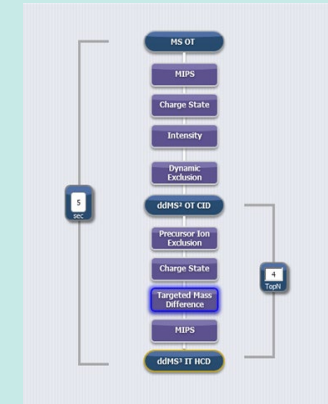 MS OT
MIPS
Charge State
Intensity
Dynamic
Exclusion
5
sec
ddMS² OT CID
Precursor Ion
Exclusion
Charge State
4
TopN
Targeted Mass
Difference
MIPS
ddMS³ IT HCD